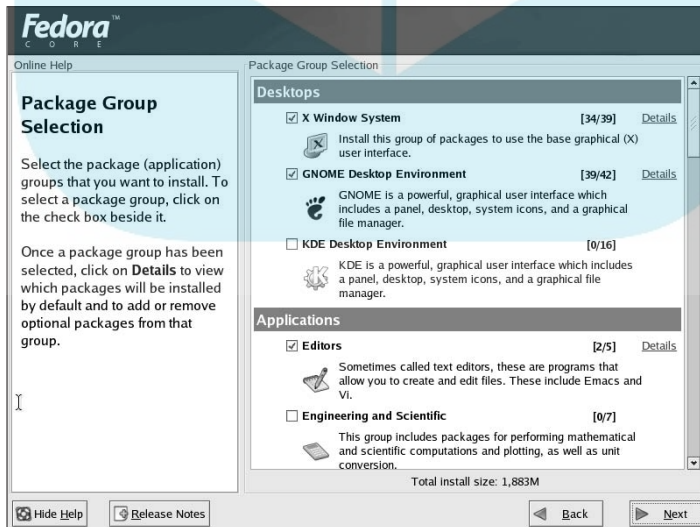 Fedora™
CORE
Online Help
Package Group
Selection
Select the package (application)
groups that you want to install. To
select a package group, click on
the check box beside it.
Once a package group has been
selected, click on Details to view
which packages will be installed
by default and to add or remove
optional packages from that
group.
Hide Help
Release Notes
Package Group Selection
Desktops
X Window System [34/39] Details
Install this group of packages to use the base graphical (X)
user interface.
GNOME Desktop Environment [39/42] Details
GNOME is a powerful, graphical user interface which
includes a panel, desktop, system icons, and a graphical
file manager.
KDE Desktop Environment [0/16]
KDE is a powerful, graphical user interface which includes
a panel, desktop, system icons, and a graphical file
manager.
Applications
Editors [2/5] Details
Sometimes called text editors, these are programs that
allow you to create and edit files. These include Emacs and
Vi.
Engineering and Scientific [0/7]
This group includes packages for performing mathematical
and scientific computations and plotting, as well as unit
conversion.
Total install size: 1,883M
Back
Next